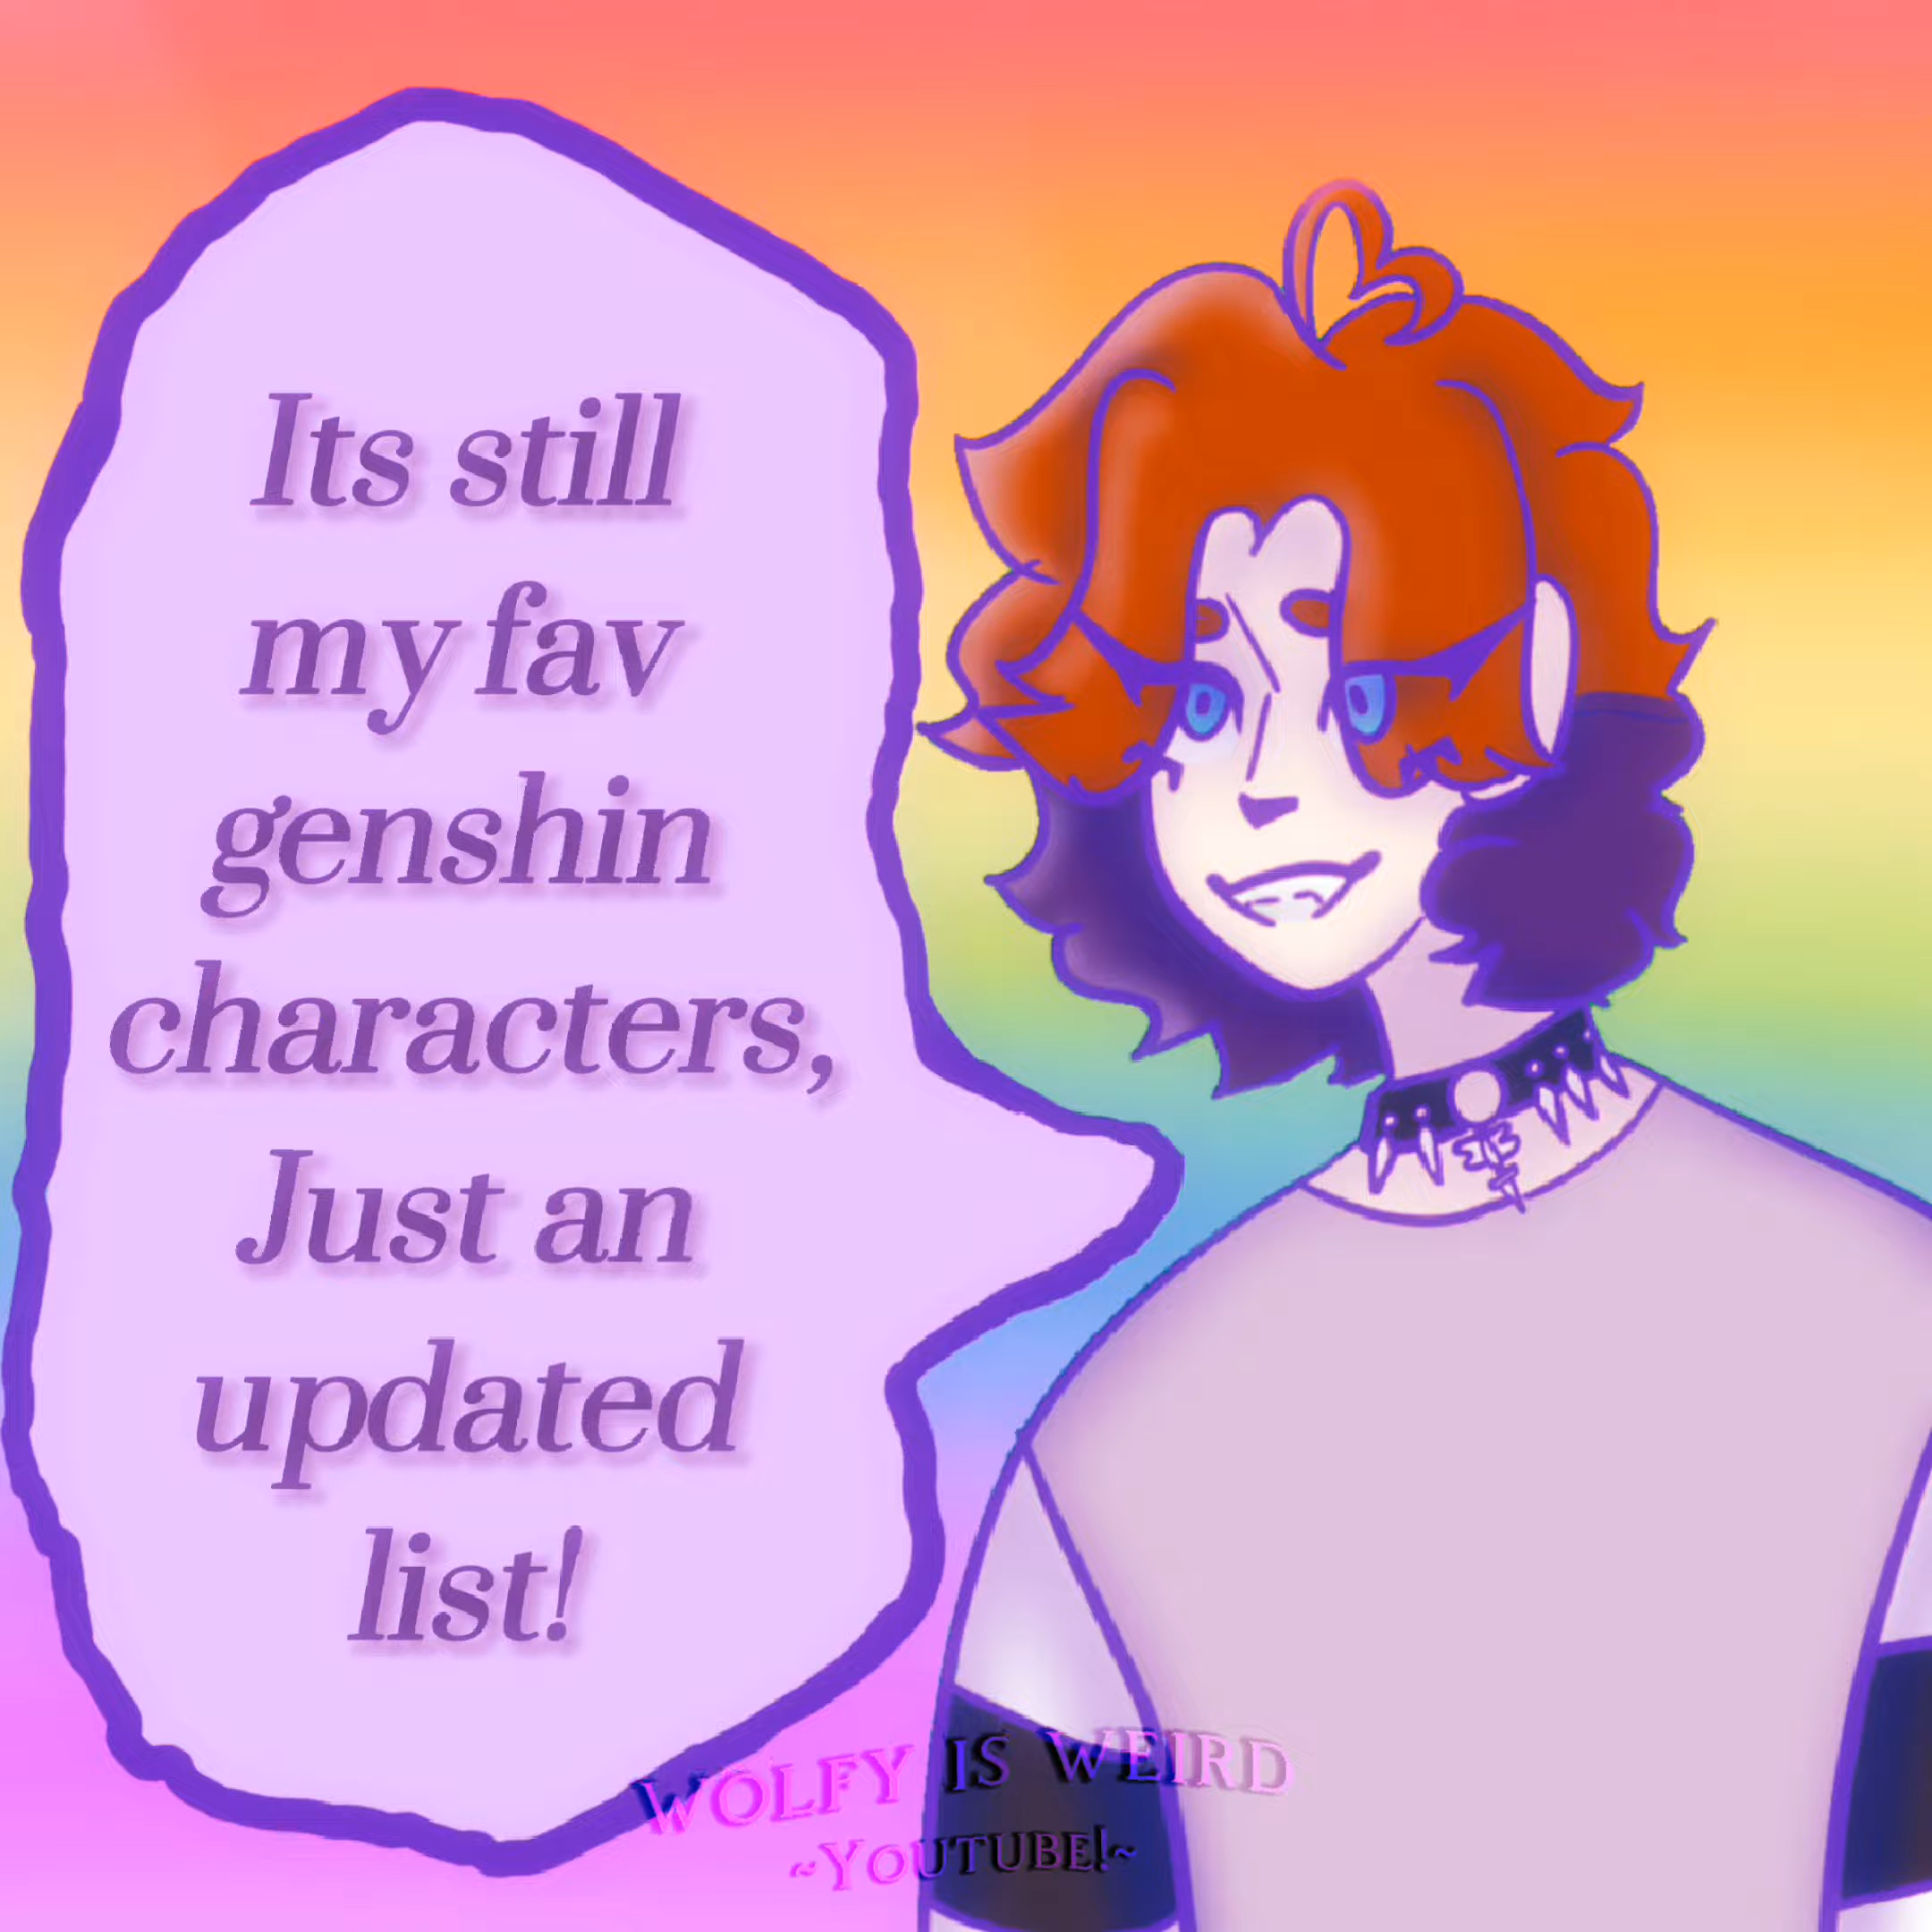 Its still
my fav
genshin
characters,
Just an
updated
list!
WOLFY IS WEIRD
~YOUTUBE!~